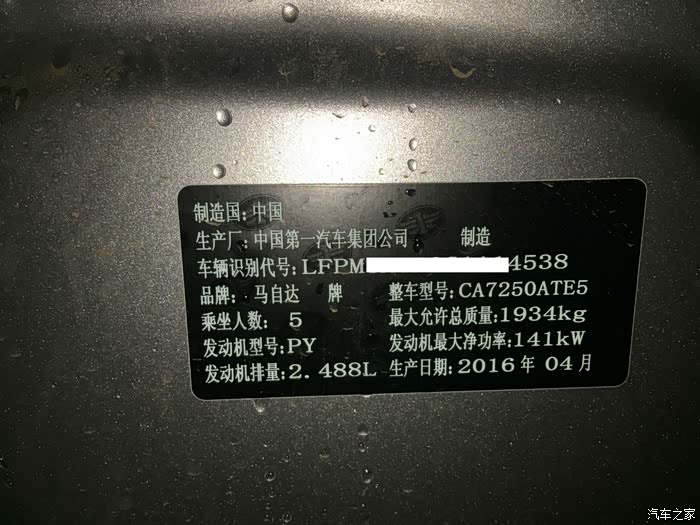 制造国:中国
生产厂:中国第一汽车集团公司 制造
车辆识别代号:LFPM 4538
品牌:马自达 牌 整车型号:CA7250ATE5
乘坐人数: 5 最大允许总质量:1934kg
发动机型号:PY 发动机最大净功率:141kW
发动机排量:2.488L 生产日期:2016年 04月
汽车之家